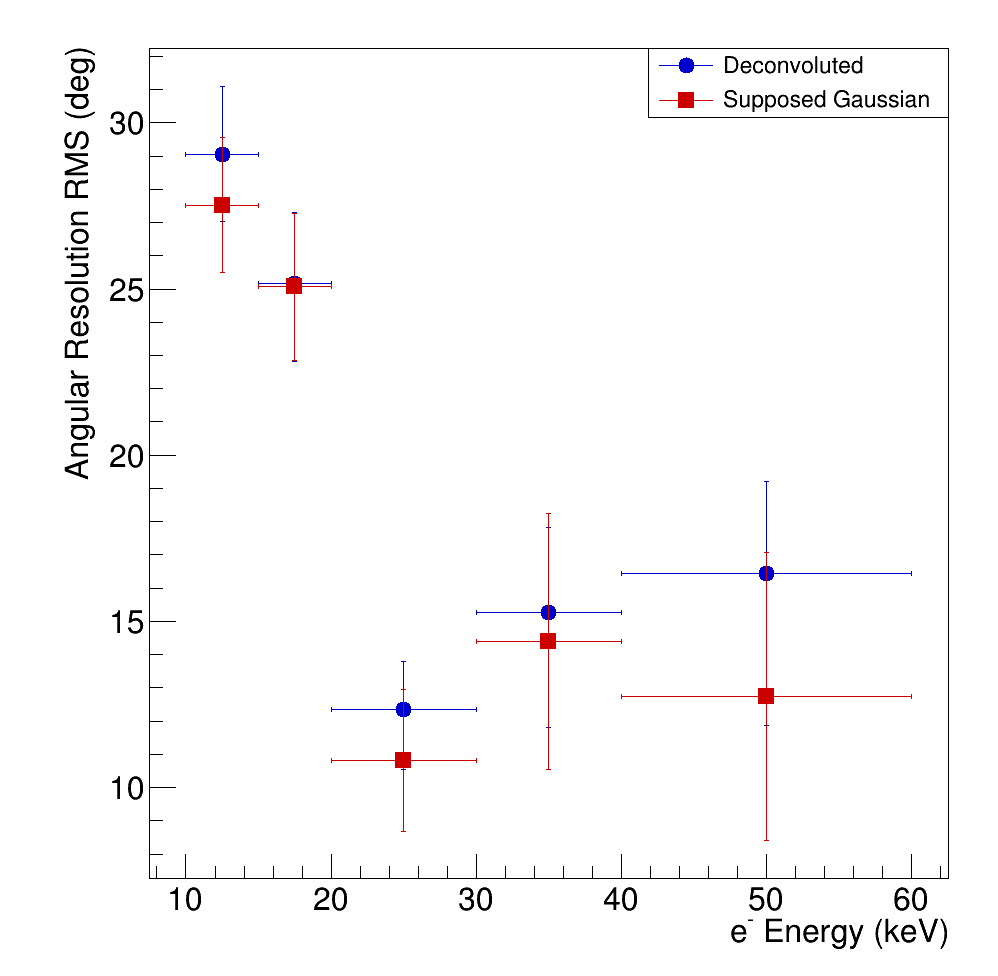 Deconvoluted
Supposed Gaussian
Angular Resolution RMS (deg)
30
25
20
15
10
10 20 30 40 50 60
e⁻ Energy (keV)